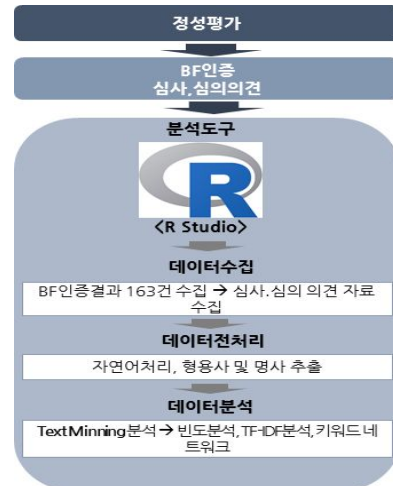 정성평가
BF인증
심사,심의의견
분석도구
R
<R Studio>
데이터수집
BF인증결과 163건 수집 → 심사.심의 의견 자료
수집
데이터전처리
자연어처리, 형용사 및 명사 추출
데이터분석
TextMinning분석 → 빈도분석,TF-IDF분석,키워드 네
트워크